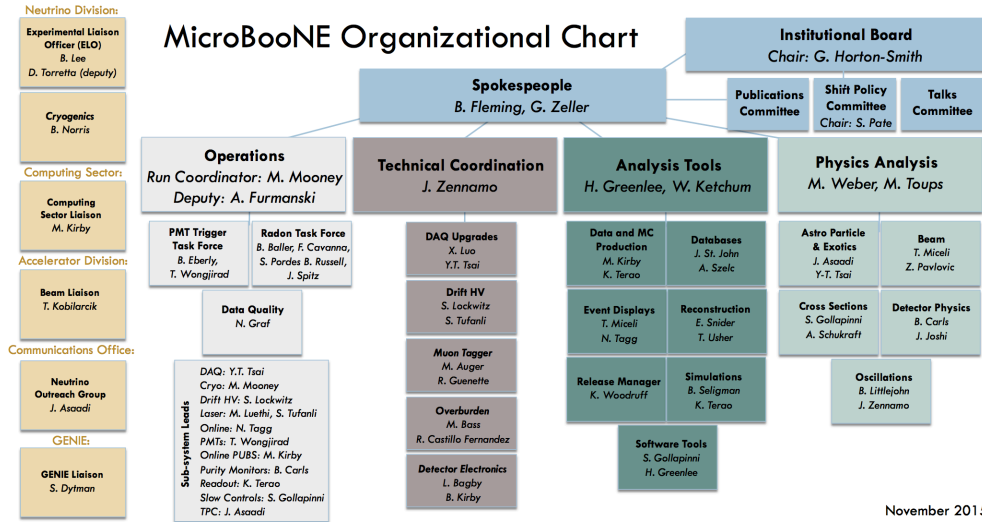 MicroBooNE Organizational Chart
Neutrino Division:
Experimental Liaison
Officer (ELO)
B. Lee
D. Torretta (deputy)
Cryogenics
B. Norris
Computing Sector:
Computing
Sector Liaison
M. Kirby
Accelerator Division:
Beam Liaison
T. Kobilarcik
Communications Office:
Neutrino
Outreach Group
J. Asaadi
GENIE:
GENIE Liaison
S. Dytman
Institutional Board
Chair: G. Horton-Smith
Spokespeople
B. Fleming, G. Zeller
Publications
Committee
Shift Policy
Committee
Chair: S. Pate
Talks
Committee
Operations
Run Coordinator: M. Mooney
Deputy: A. Furmanski
PMT Trigger
Task Force
B. Eberly,
T. Wongjirad
Radon Task Force
B. Baller, F. Cavanna,
S. Pordes B. Russell,
J. Spitz
Data Quality
N. Graf
Sub-system Leads
DAQ: Y.T. Tsai
Cryo: M. Mooney
Drift HV: S. Lockwitz
Laser: M. Luethi, S. Tufanli
Online: N. Tagg
PMTs: T. Wongjirad
Online PUBS: M. Kirby
Purity Monitors: B. Carls
Readout: K. Terao
Slow Controls: S. Gollapinni
TPC: J. Asaadi
Technical Coordination
J. Zennamo
DAQ Upgrades
X. Luo
Y.T. Tsai
Drift HV
S. Lockwitz
S. Tufanli
Muon Tagger
M. Auger
R. Guenette
Overburden
M. Bass
R. Castillo Fernandez
Detector Electronics
L. Bagby
B. Kirby
Analysis Tools
H. Greenlee, W. Ketchum
Data and MC
Production
M. Kirby
K. Terao
Databases
J. St. John
A. Szelc
Event Displays
T. Miceli
N. Tagg
Reconstruction
E. Snider
T. Usher
Release Manager
K. Woodruff
Simulations
B. Seligman
K. Terao
Software Tools
S. Gollapinni
H. Greenlee
Physics Analysis
M. Weber, M. Toups
Astro Particle
& Exotics
J. Asaadi
Y-T. Tsai
Beam
T. Miceli
Z. Pavlovic
Cross Sections
S. Gollapinni
A. Schukraft
Detector Physics
B. Carls
J. Joshi
Oscillations
B. Littlejohn
J. Zennamo
November 2015